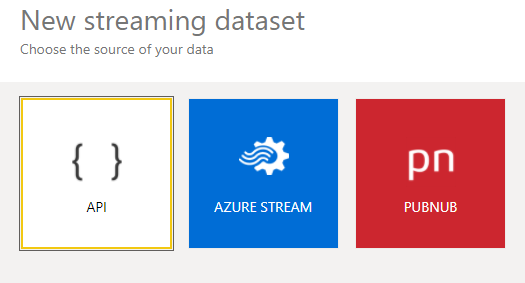 New streaming dataset
Choose the source of your data
{ }
pn
API
AZURE STREAM
PUBNUB